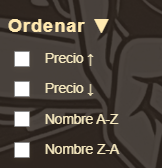 Ordenar ▼
Precio ↑
Precio ↓
Nombre A-Z
Nombre Z-A